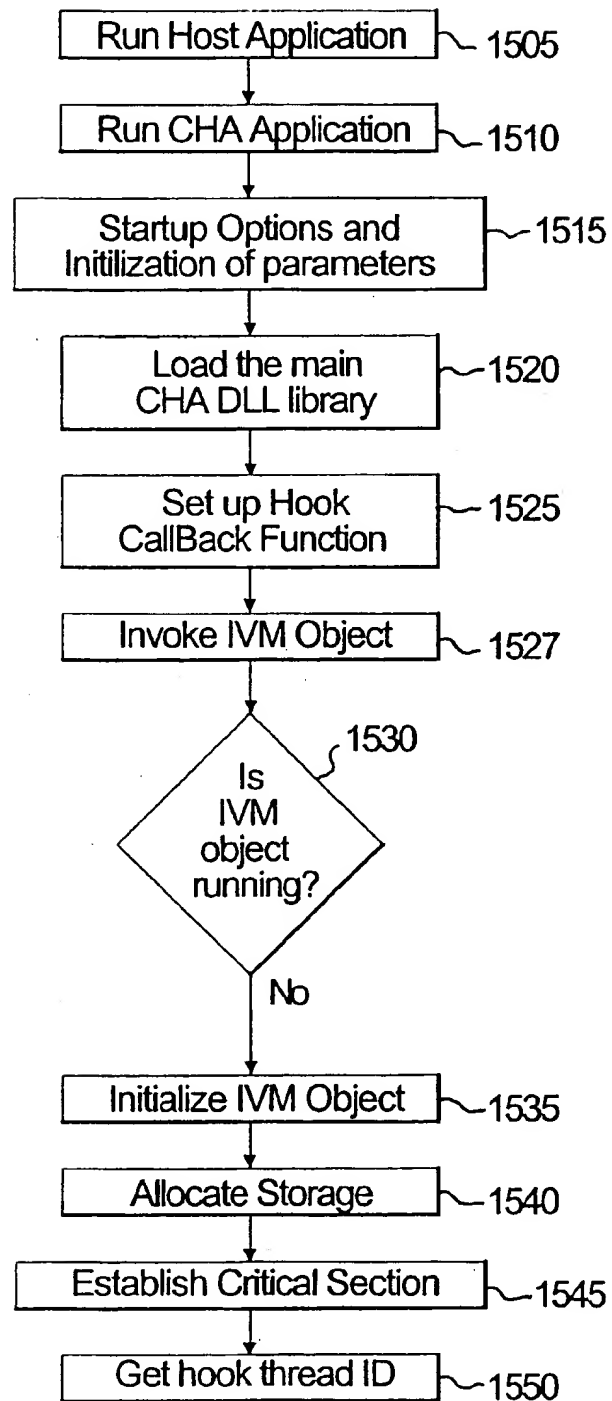 Run Host Application
1505
Run CHA Application
1510
Startup Options and
Initilization of parameters
1515
Load the main
CHA DLL library
1520
Set up Hook
CallBack Function
1525
Invoke IVM Object
1527
1530
Is
IVM
object
running?
No
Initialize IVM Object
1535
Allocate Storage
1540
Establish Critical Section
1545
Get hook thread ID
1550